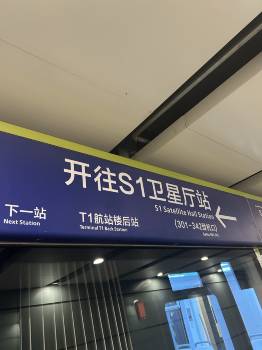 开往S1卫星厅站
S1 Satellite Hall Station
(301-342登机口)
下一站
Next Station
T1航站楼后站
Terminal T1 Back Station